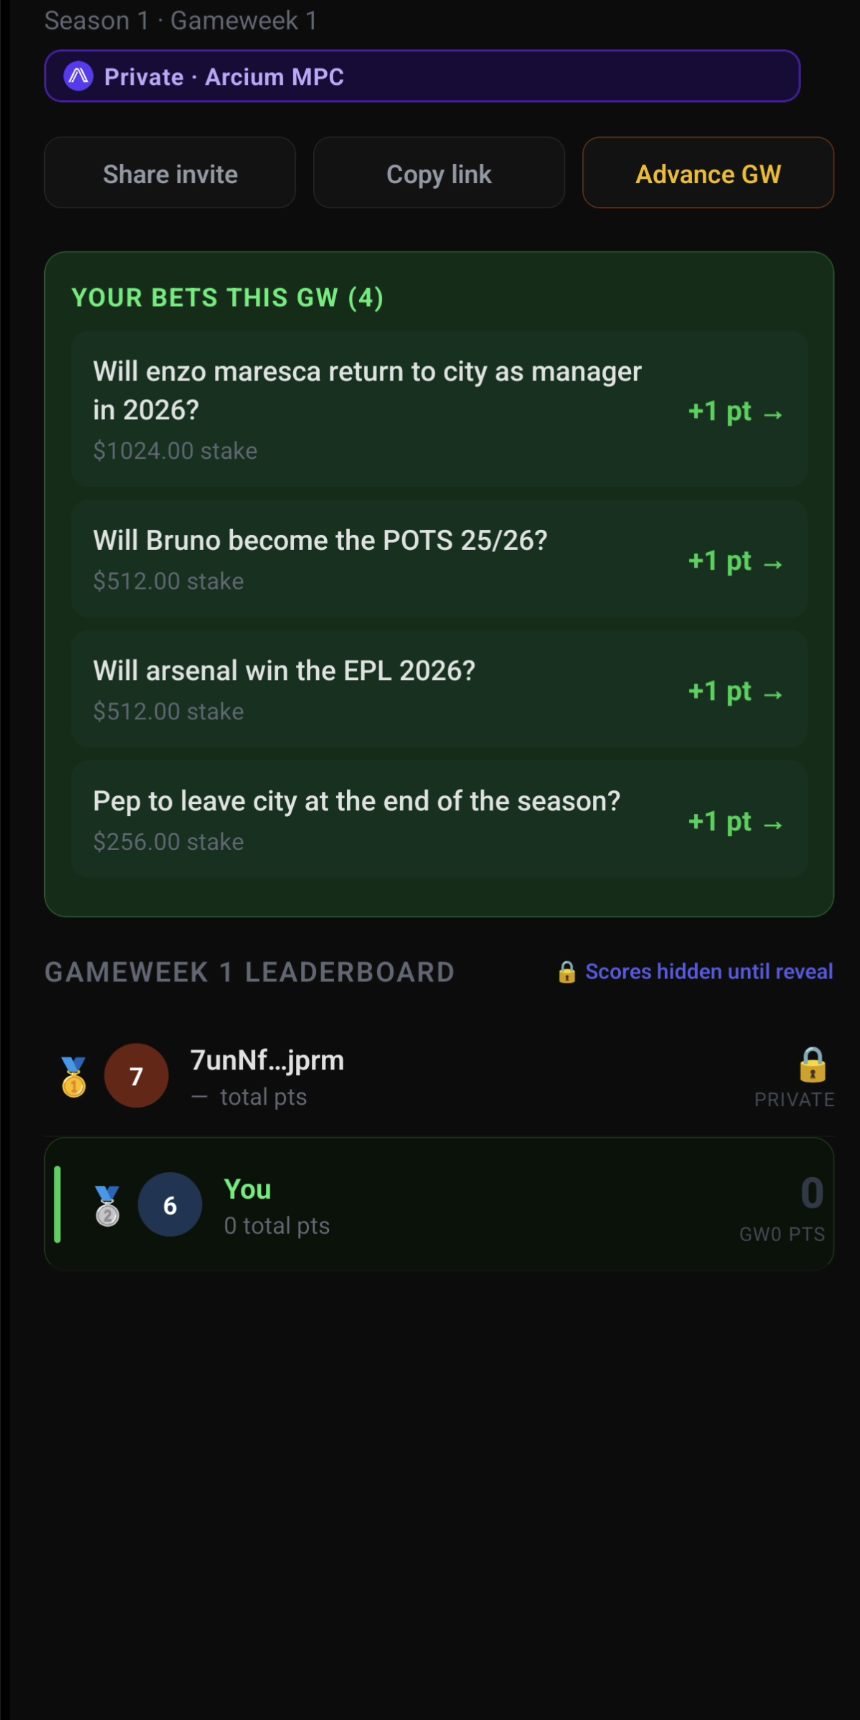 Season 1 · Gameweek 1
Private · Arcium MPC
Share invite
Copy link
Advance GW
YOUR BETS THIS GW (4)
Will enzo maresca return to city as manager
in 2026?
$1024.00 stake
+1 pt →
Will Bruno become the POTS 25/26?
$512.00 stake
+1 pt →
Will arsenal win the EPL 2026?
$512.00 stake
+1 pt →
Pep to leave city at the end of the season?
$256.00 stake
+1 pt →
GAMEWEEK 1 LEADERBOARD
🔒 Scores hidden until reveal
1
7
7unNf…jprm
— total pts
PRIVATE
2
6
You
0 total pts
0
GW0 PTS